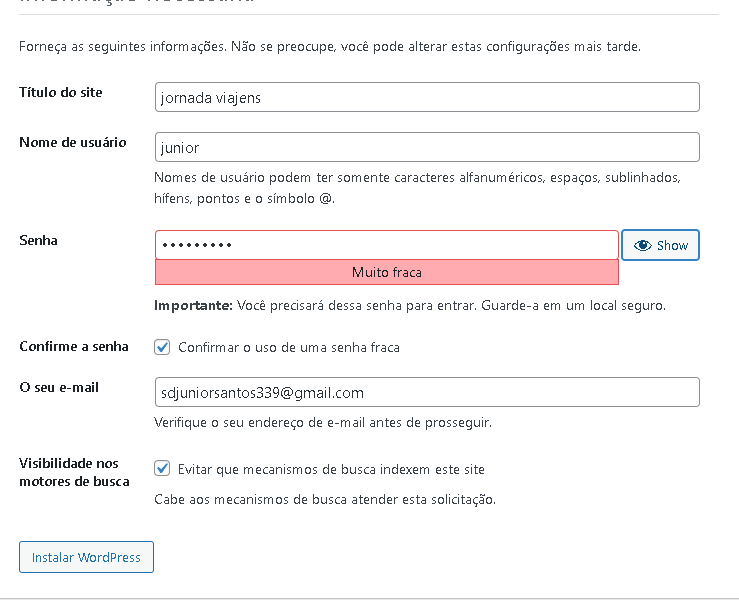 Forneça as seguintes informações. Não se preocupe, você pode alterar estas configurações mais tarde.
Título do site
jornada viajens
Nome de usuário
junior
Nomes de usuário podem ter somente caracteres alfanuméricos, espaços, sublinhados,
hífens, pontos e o símbolo @.
Senha
•••••••••
Show
Muito fraca
Importante: Você precisará dessa senha para entrar. Guarde-a em um local seguro.
Confirme a senha
Confirmar o uso de uma senha fraca
O seu e-mail
sdjuniorsantos339@gmail.com
Verifique o seu endereço de e-mail antes de prosseguir.
Visibilidade nos
motores de busca
Evitar que mecanismos de busca indexem este site
Cabe aos mecanismos de busca atender esta solicitação.
Instalar WordPress